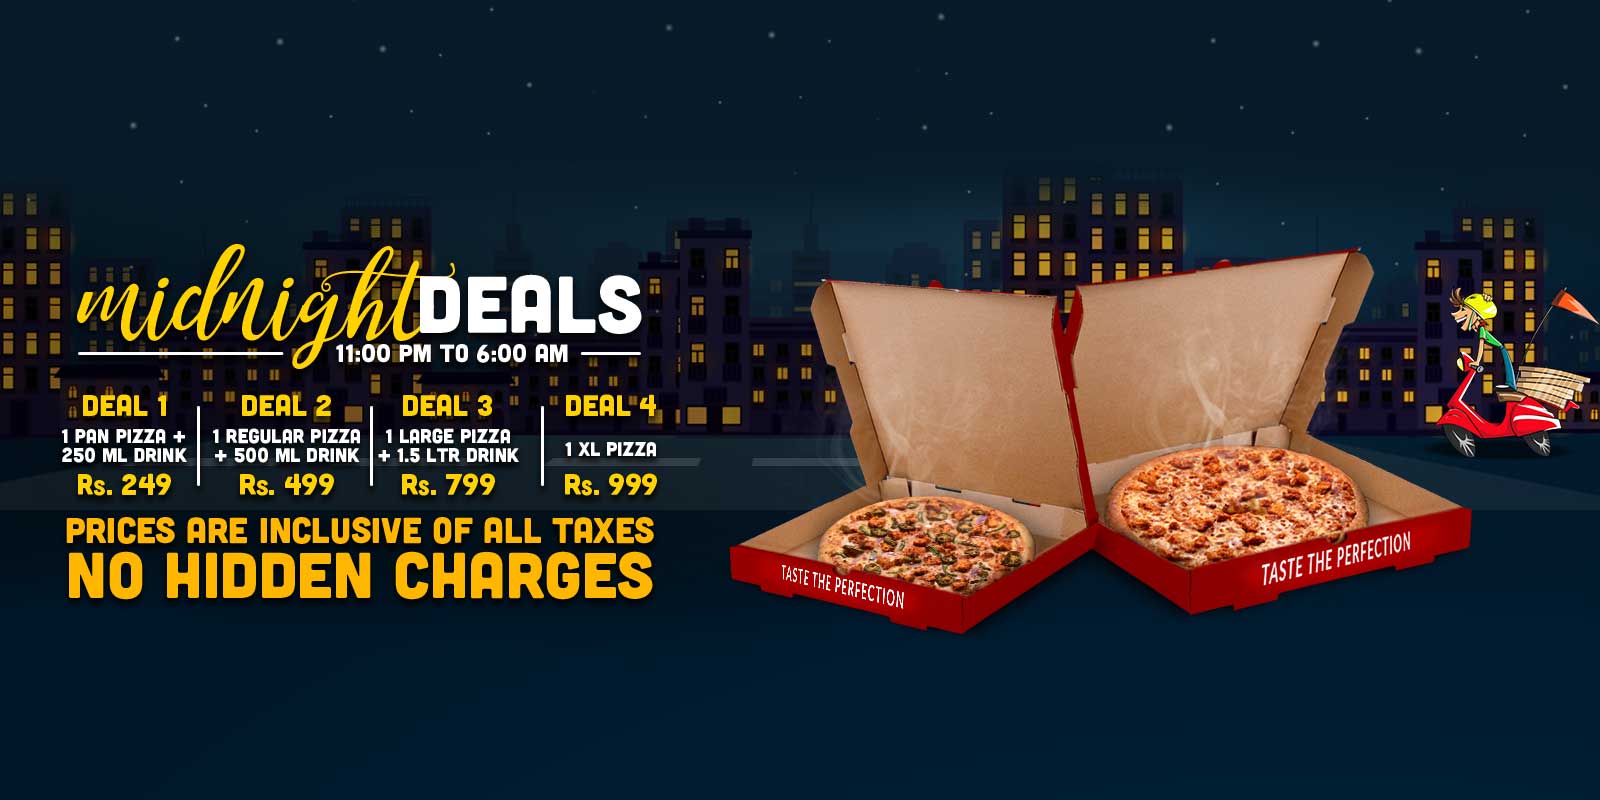 midnight DEALS
11:00 PM TO 6:00 AM
DEAL 1
1 PAN PIZZA +
250 ML DRINK
Rs. 249
DEAL 2
1 REGULAR PIZZA
+ 500 ML DRINK
Rs. 499
DEAL 3
1 LARGE PIZZA
+ 1.5 LTR DRINK
Rs. 799
DEAL 4
1 XL PIZZA
Rs. 999
PRICES ARE INCLUSIVE OF ALL TAXES
NO HIDDEN CHARGES
TASTE THE PERFECTION
TASTE THE PERFECTION